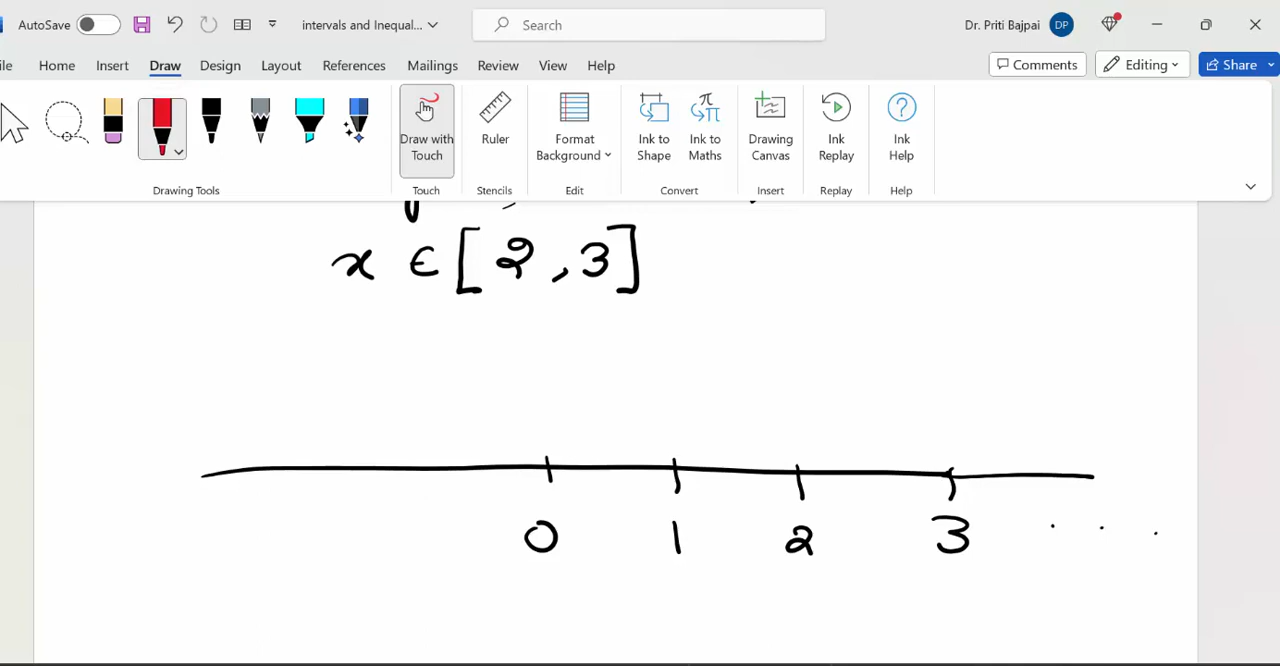 AutoSave intervals and Inequal... Search Dr. Priti Bajpai DP
ile Home Insert Draw Design Layout References Mailings Review View Help Comments Editing Share
Draw with Touch Ruler Format Background Ink to Shape Ink to Maths Drawing Canvas Ink Replay Ink Help
Drawing Tools Touch Stencils Edit Convert Insert Replay Help
x ∈ [2,3]
0 1 2 3 . . .